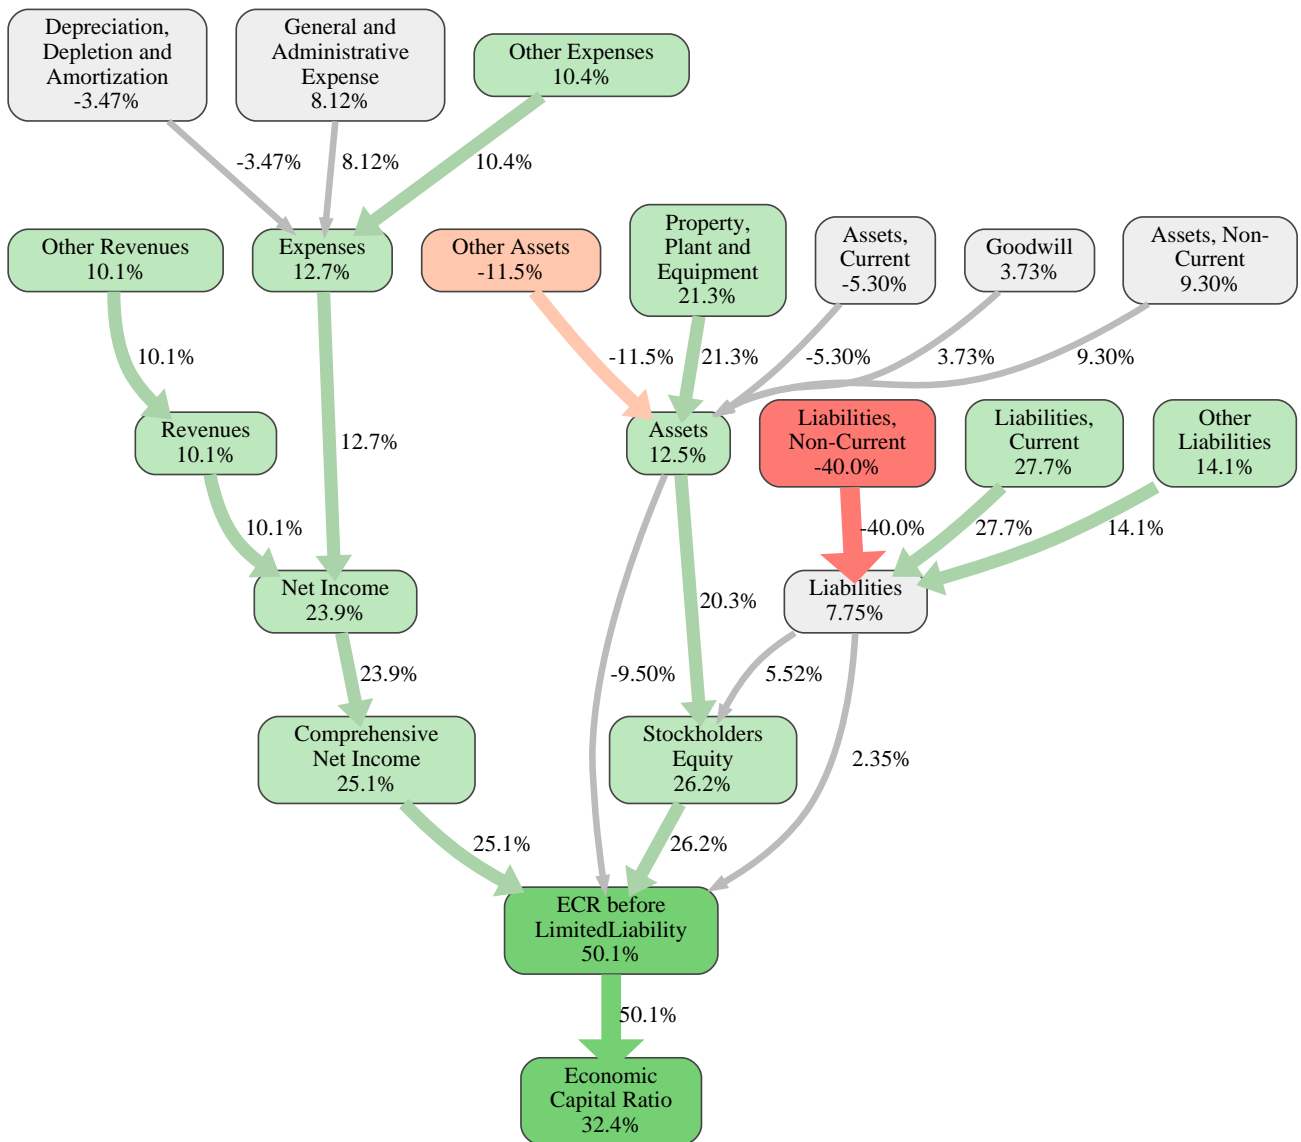 Depreciation,
Depletion and
Amortization
-3.47%
General and
Administrative
Expense
8.12%
Other Expenses
10.4%
-3.47%
8.12%
10.4%
Other Revenues
10.1%
Expenses
12.7%
Other Assets
-11.5%
Property,
Plant and
Equipment
21.3%
Assets,
Current
-5.30%
Goodwill
3.73%
Assets, Non-
Current
9.30%
10.1%
-11.5%
21.3%
-5.30%
3.73%
9.30%
Revenues
10.1%
12.7%
Assets
12.5%
Liabilities,
Non-Current
-40.0%
Liabilities,
Current
27.7%
Other
Liabilities
14.1%
10.1%
-40.0%
27.7%
14.1%
Net Income
23.9%
20.3%
Liabilities
7.75%
23.9%
-9.50%
5.52%
Comprehensive
Net Income
25.1%
Stockholders
Equity
26.2%
2.35%
25.1%
26.2%
ECR before
LimitedLiability
50.1%
50.1%
Economic
Capital Ratio
32.4%